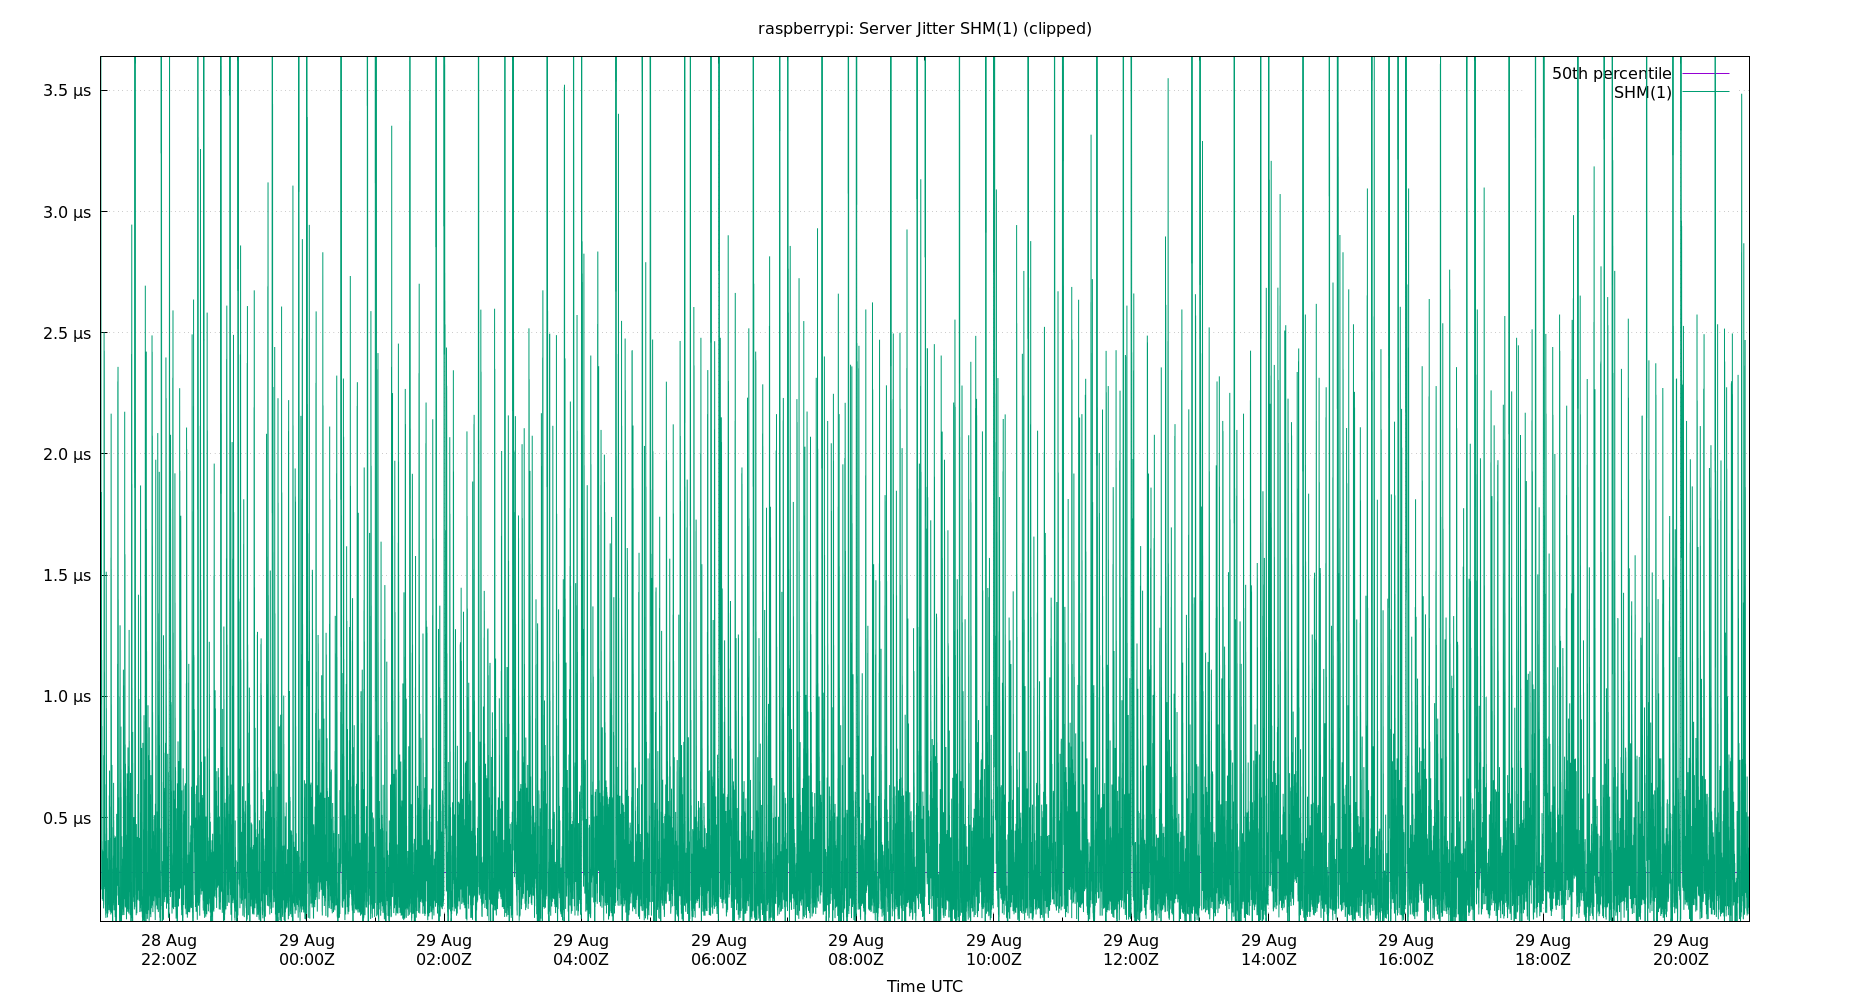 raspberrypi: Server Jitter SHM(1) (clipped)
50th percentile
SHM(1)
3.5 µs
3.0 µs
2.5 µs
2.0 µs
1.5 µs
1.0 µs
0.5 µs
28 Aug 29 Aug 29 Aug 29 Aug 29 Aug 29 Aug 29 Aug 29 Aug 29 Aug 29 Aug 29 Aug 29 Aug
22:00Z 00:00Z 02:00Z 04:00Z 06:00Z 08:00Z 10:00Z 12:00Z 14:00Z 16:00Z 18:00Z 20:00Z
Time UTC